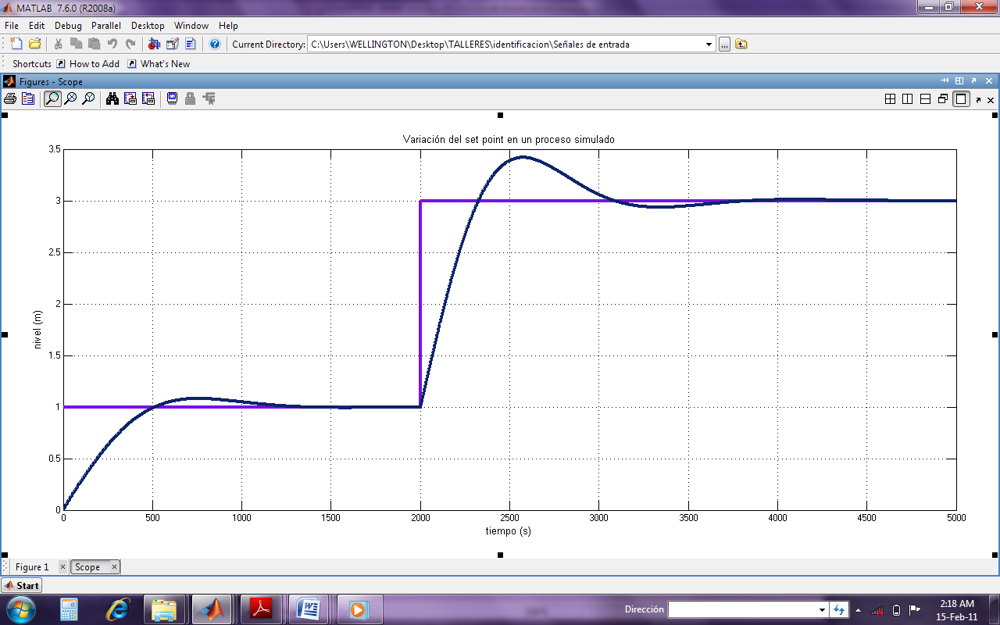 MATLAB 7.6.0 (R2008a)
File Edit Debug Parallel Desktop Window Help
Current Directory: C:\Users\WELLINGTON\Desktop\TALLERES\identificacion\Señales de entrada ...
Shortcuts How to Add What's New
Figures - Scope
Variación del set point en un proceso simulado
3.5
3
2.5
2
1.5
1
0.5
0
nivel (m)
0 500 1000 1500 2000 2500 3000 3500 4000 4500 5000
tiempo (s)
Figure 1 Scope
Start
Dirección
2:18 AM
15-Feb-11